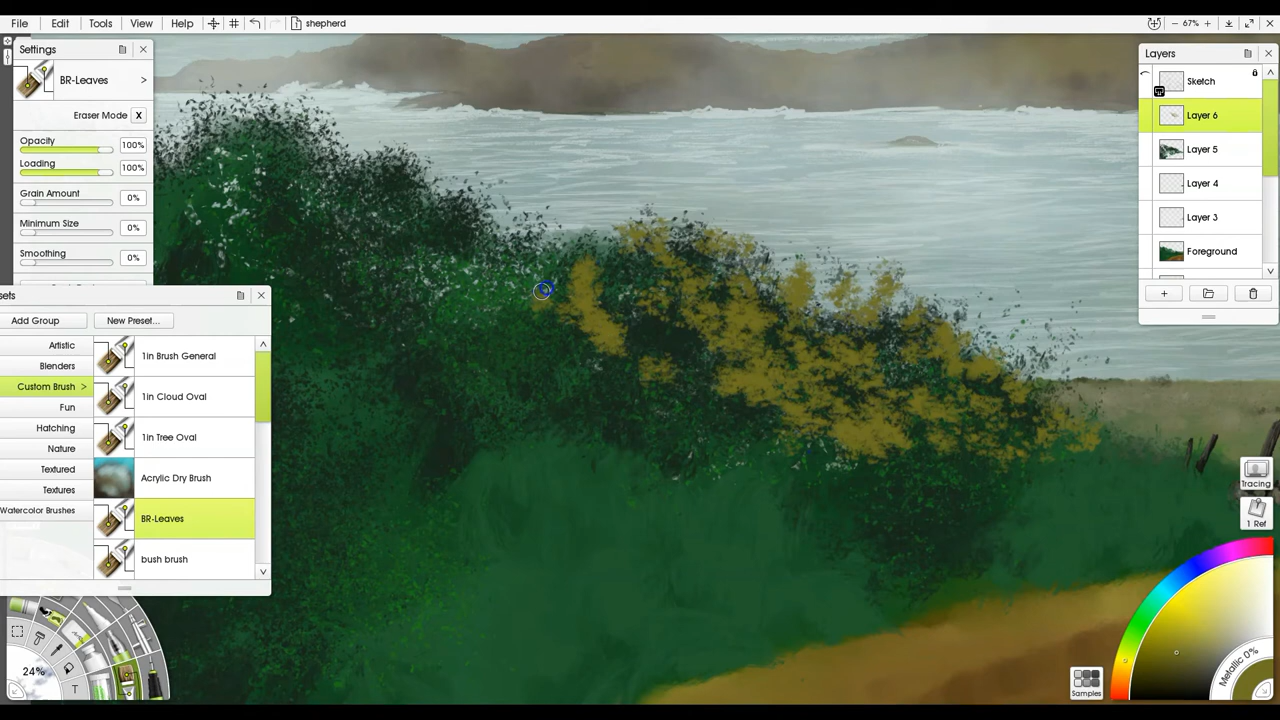 File Edit Tools View Help shepherd 67%
Settings
BR-Leaves >
Eraser Mode X
Opacity 100%
Loading 100%
Grain Amount 0%
Minimum Size 0%
Smoothing 0%
sets
Add Group New Preset...
Artistic
Blenders
Custom Brush >
Fun
Hatching
Nature
Textured
Textures
Watercolor Brushes
1in Brush General
1in Cloud Oval
1in Tree Oval
Acrylic Dry Brush
BR-Leaves
bush brush
24%
T
Layers
Sketch
Layer 6
Layer 5
Layer 4
Layer 3
Foreground
Tracing
1 Ref
Metallic 0%
Samples